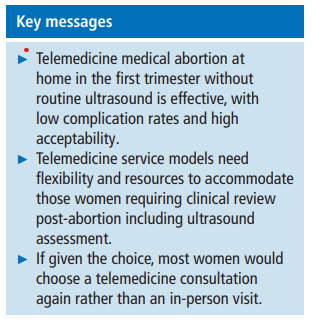 Key messages
► Telemedicine medical abortion at
home in the first trimester without
routine ultrasound is effective, with
low complication rates and high
acceptability.
► Telemedicine service models need
flexibility and resources to accommodate
those women requiring clinical review
post-abortion including ultrasound
assessment.
► If given the choice, most women would
choose a telemedicine consultation
again rather than an in-person visit.